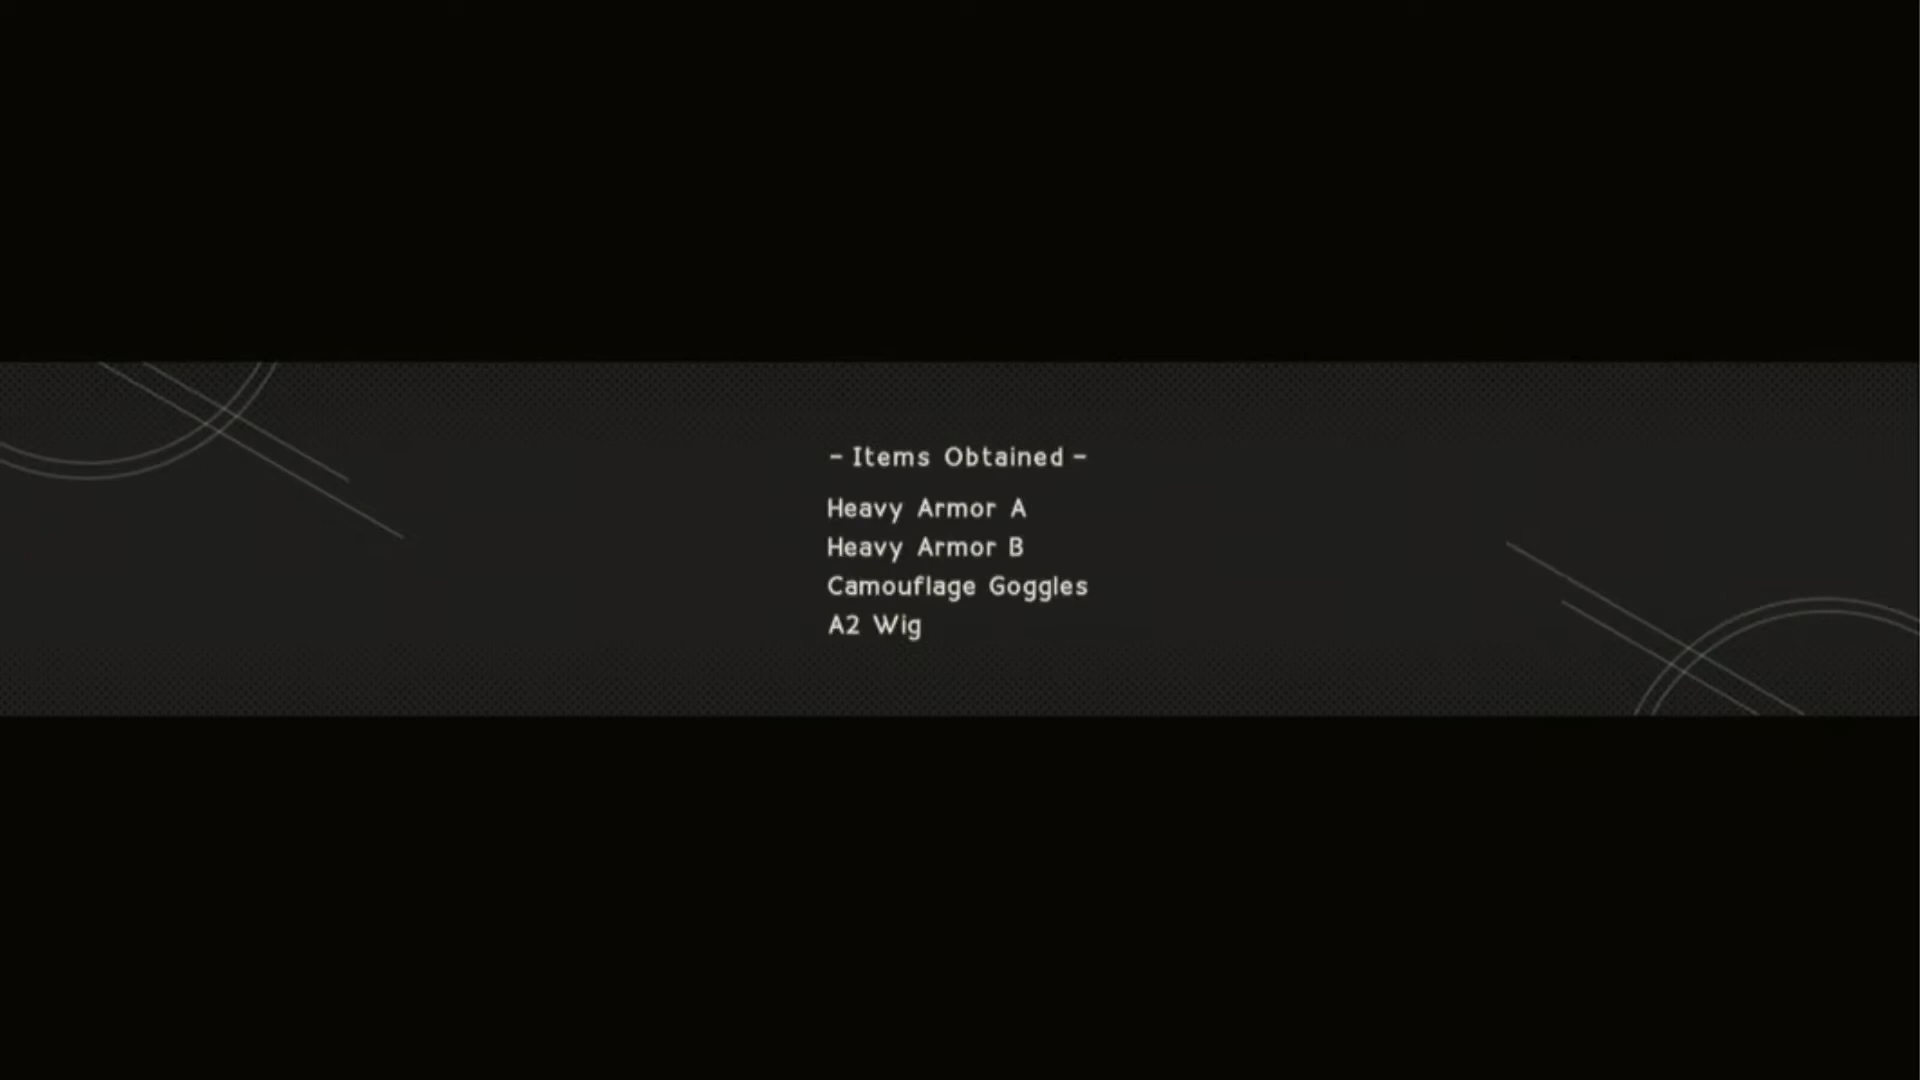 - Items Obtained -
Heavy Armor A
Heavy Armor B
Camouflage Goggles
A2 Wig